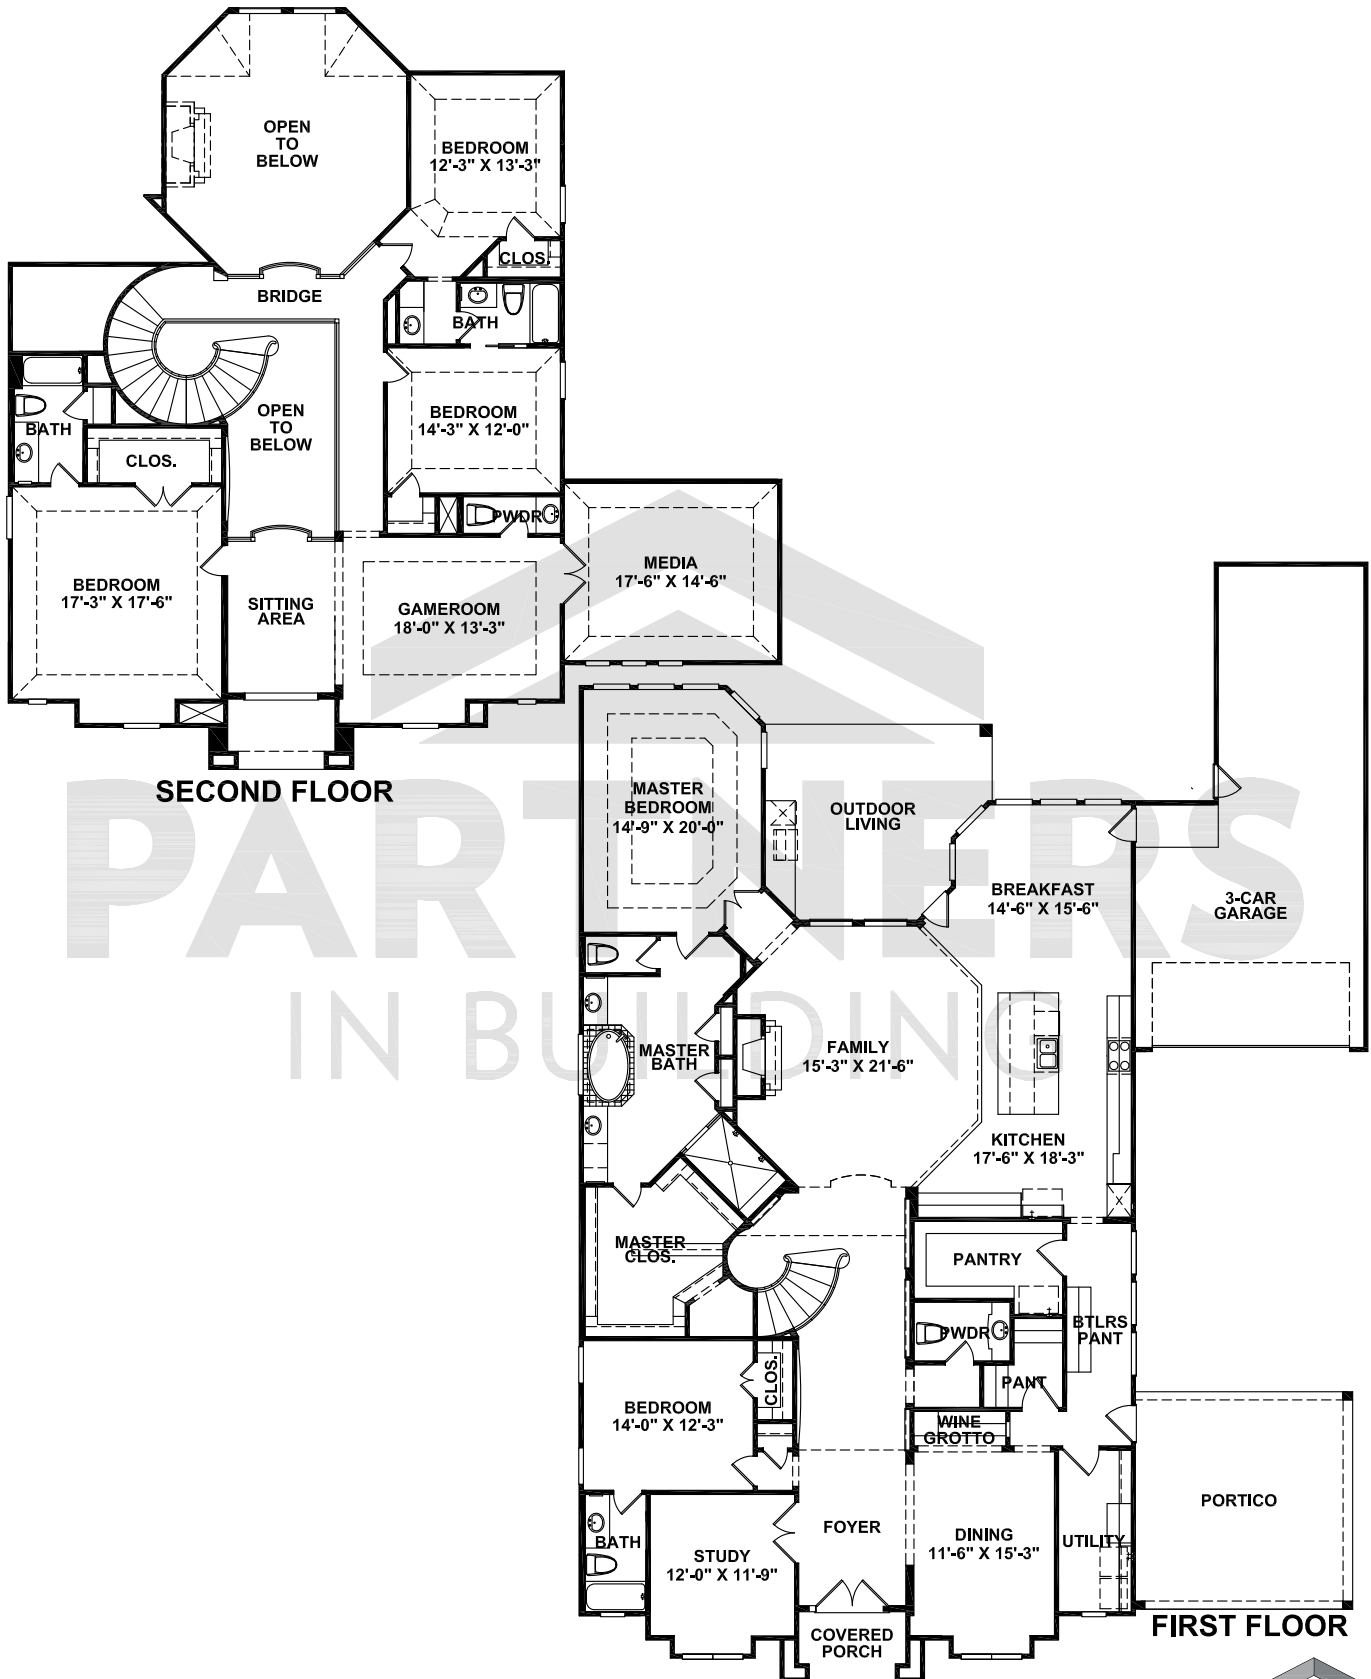 OPEN
TO
BELOW
BEDROOM
12'-3" X 13'-3"
CLOS.
BRIDGE
BATH
OPEN
TO
BELOW
BEDROOM
14'-3" X 12'-0"
BATH
CLOS.
PWDR
BEDROOM
17'-3" X 17'-6"
SITTING
AREA
GAMEROOM
18'-0" X 13'-3"
MEDIA
17'-6" X 14'-6"
SECOND FLOOR
PARTNERS
IN BUILDING
MASTER
BEDROOM
14'-9" X 20'-0"
OUTDOOR
LIVING
BREAKFAST
14'-6" X 15'-6"
3-CAR
GARAGE
MASTER
BATH
FAMILY
15'-3" X 21'-6"
KITCHEN
17'-6" X 18'-3"
MASTER
CLOS.
PANTRY
PWDR
BTLRS
PANT
PANT
BEDROOM
14'-0" X 12'-3"
CLOS.
WINE
GROTTO
BATH
STUDY
12'-0" X 11'-9"
FOYER
DINING
11'-6" X 15'-3"
UTILITY
PORTICO
COVERED
PORCH
FIRST FLOOR